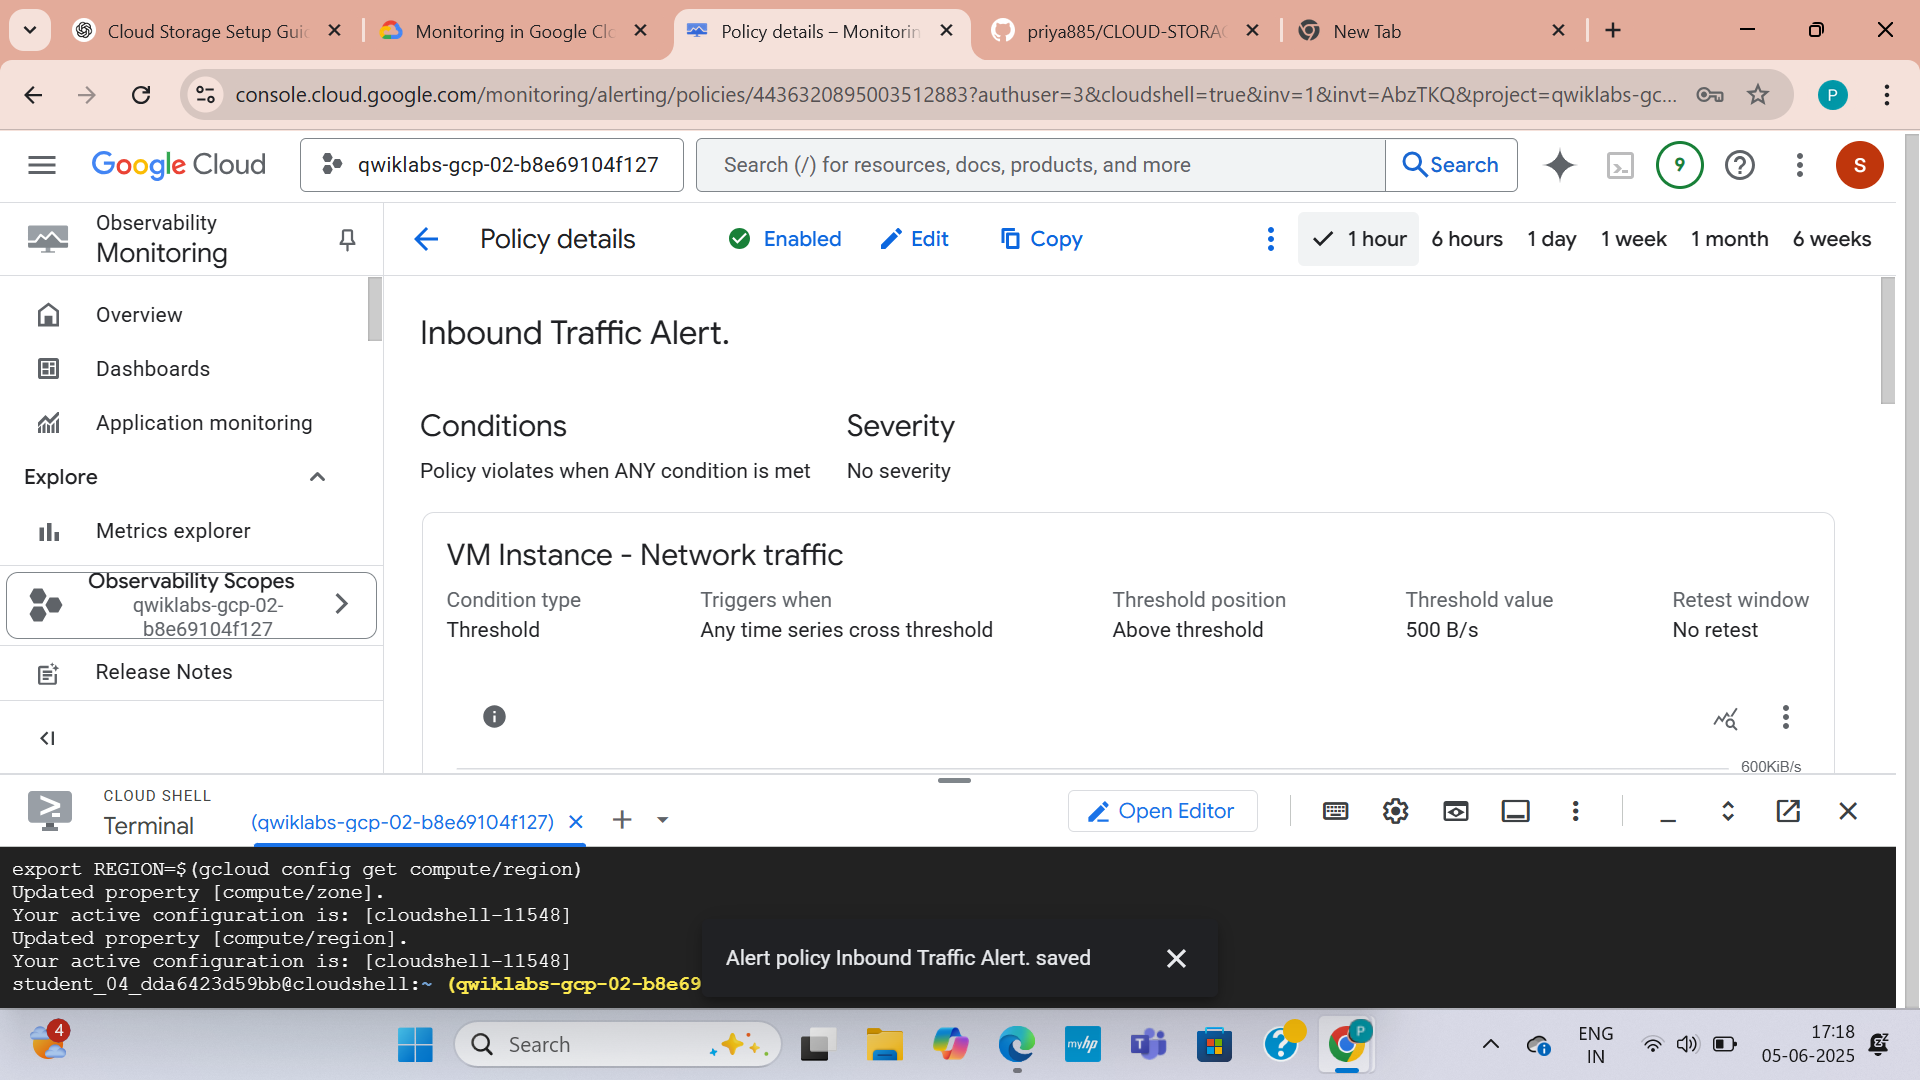 Cloud Storage Setup Gui
Monitoring in Google Cl
Policy details – Monitorin
priya885/CLOUD-STORA
New Tab
console.cloud.google.com/monitoring/alerting/policies/4436320895003512883?authuser=3&cloudshell=true&inv=1&invt=AbzTKQ&project=qwiklabs-gc...
P
Google Cloud
qwiklabs-gcp-02-b8e69104f127
Search (/) for resources, docs, products, and more
Search
9
S
Observability
Monitoring
Policy details
Enabled
Edit
Copy
1 hour
6 hours
1 day
1 week
1 month
6 weeks
Overview
Dashboards
Application monitoring
Explore
Metrics explorer
Observability Scopes
qwiklabs-gcp-02-
b8e69104f127
Release Notes
Inbound Traffic Alert.
Conditions
Policy violates when ANY condition is met
Severity
No severity
VM Instance - Network traffic
Condition type
Threshold
Triggers when
Any time series cross threshold
Threshold position
Above threshold
Threshold value
500 B/s
Retest window
No retest
600KiB/s
CLOUD SHELL
Terminal
(qwiklabs-gcp-02-b8e69104f127)
Open Editor
export REGION=$(gcloud config get compute/region)
Updated property [compute/zone].
Your active configuration is: [cloudshell-11548]
Updated property [compute/region].
Your active configuration is: [cloudshell-11548]
student_04_dda6423d59bb@cloudshell:~ (qwiklabs-gcp-02-b8e69
Alert policy Inbound Traffic Alert. saved
4
Search
myhp
P
ENG
IN
17:18
05-06-2025